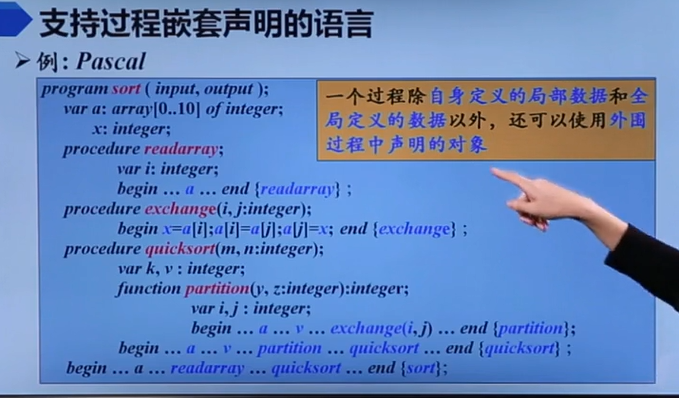 支持过程嵌套声明的语言
➢ 例：Pascal
program sort ( input, output );
var a: array[0..10] of integer;
x: integer;
procedure readarray;
var i: integer;
begin … a … end {readarray} ;
procedure exchange(i, j:integer);
begin x=a[i];a[i]=a[j];a[j]=x; end {exchange} ;
procedure quicksort(m, n:integer);
var k, v : integer;
function partition(y, z:integer):integer;
var i, j : integer;
begin … a … v … exchange(i, j) … end {partition};
begin … a … v … partition … quicksort … end {quicksort} ;
begin … a … readarray … quicksort … end {sort};
一个过程除自身定义的局部数据和全
局定义的数据以外，还可以使用外围
过程中声明的对象